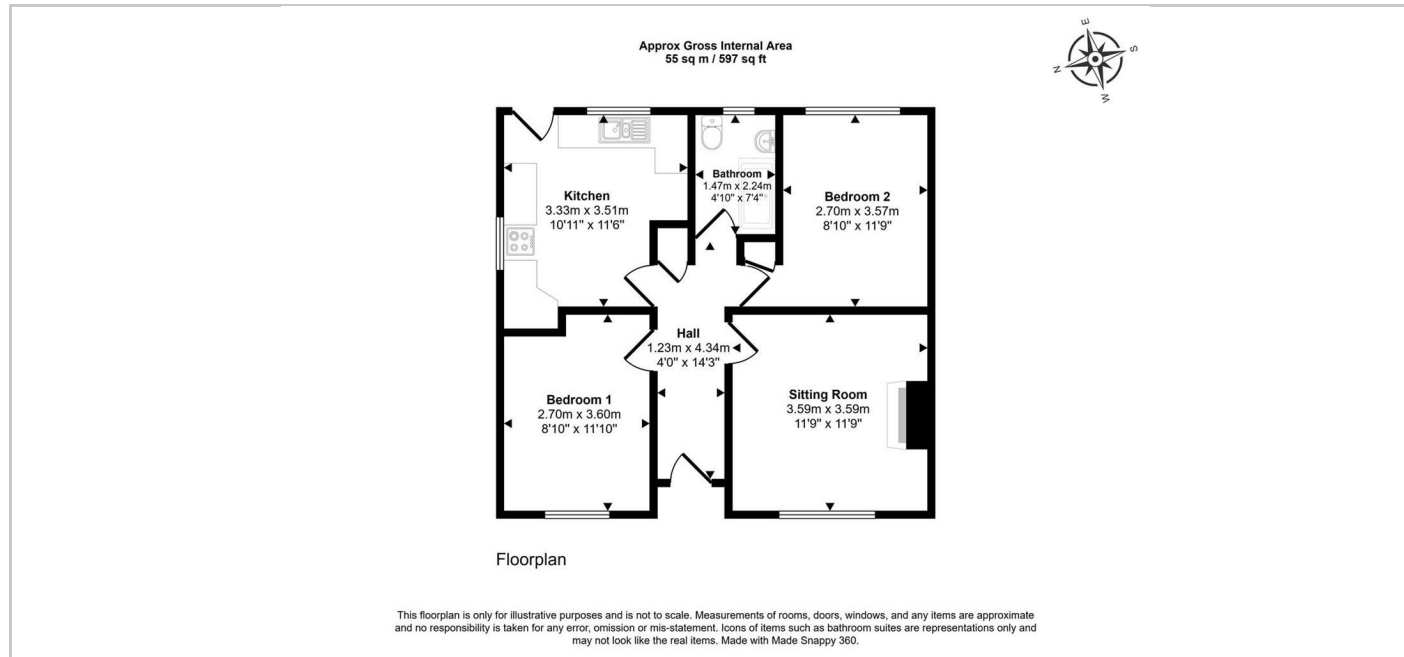 Approx Gross Internal Area
55 sq m / 597 sq ft
E
S
N
W
Kitchen
3.33m x 3.51m
10'11" x 11'6"
Bathroom
1.47m x 2.24m
4'10" x 7'4"
Bedroom 2
2.70m x 3.57m
8'10" x 11'9"
Hall
1.23m x 4.34m
4'0" x 14'3"
Bedroom 1
2.70m x 3.60m
8'10" x 11'10"
Sitting Room
3.59m x 3.59m
11'9" x 11'9"
Floorplan
This floorplan is only for illustrative purposes and is not to scale. Measurements of rooms, doors, windows, and any items are approximate
and no responsibility is taken for any error, omission or mis-statement. Icons of items such as bathroom suites are representations only and
may not look like the real items. Made with Made Snappy 360.